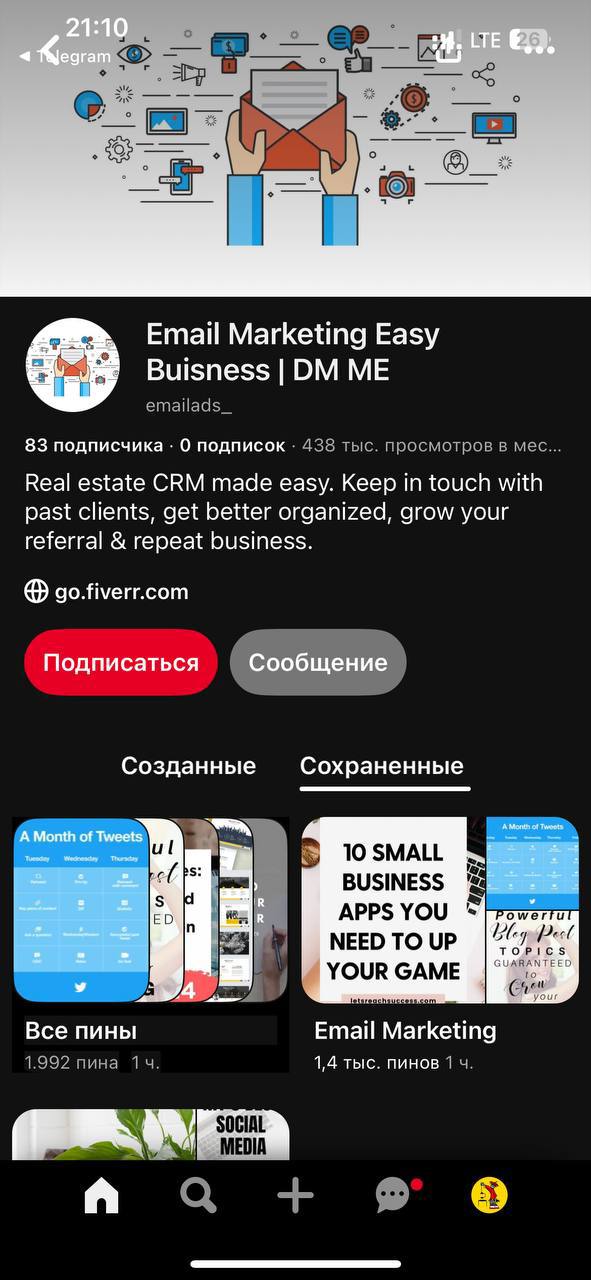 21:10
LTE
26
◀ Telegram
Email Marketing Easy
Buisness | DM ME
emailads_
83 подписчика · 0 подписок · 438 тыс. просмотров в мес...
Real estate CRM made easy. Keep in touch with
past clients, get better organized, grow your
referral & repeat business.
go.fiverr.com
Подписаться
Сообщение
Созданные
Сохраненные
A Month of Tweets
Tuesday Wednesday Thursday
4
10 SMALL
BUSINESS
APPS YOU
NEED TO UP
YOUR GAME
letsreachsuccess.com
A Month of Tweets
Powerful
Blog Post
TOPICS
GUARANTEED
to
Grow
your
Все пины
1.992 пина 1 ч.
Email Marketing
1,4 тыс. пинов 1 ч.
SOCIAL
MEDIA